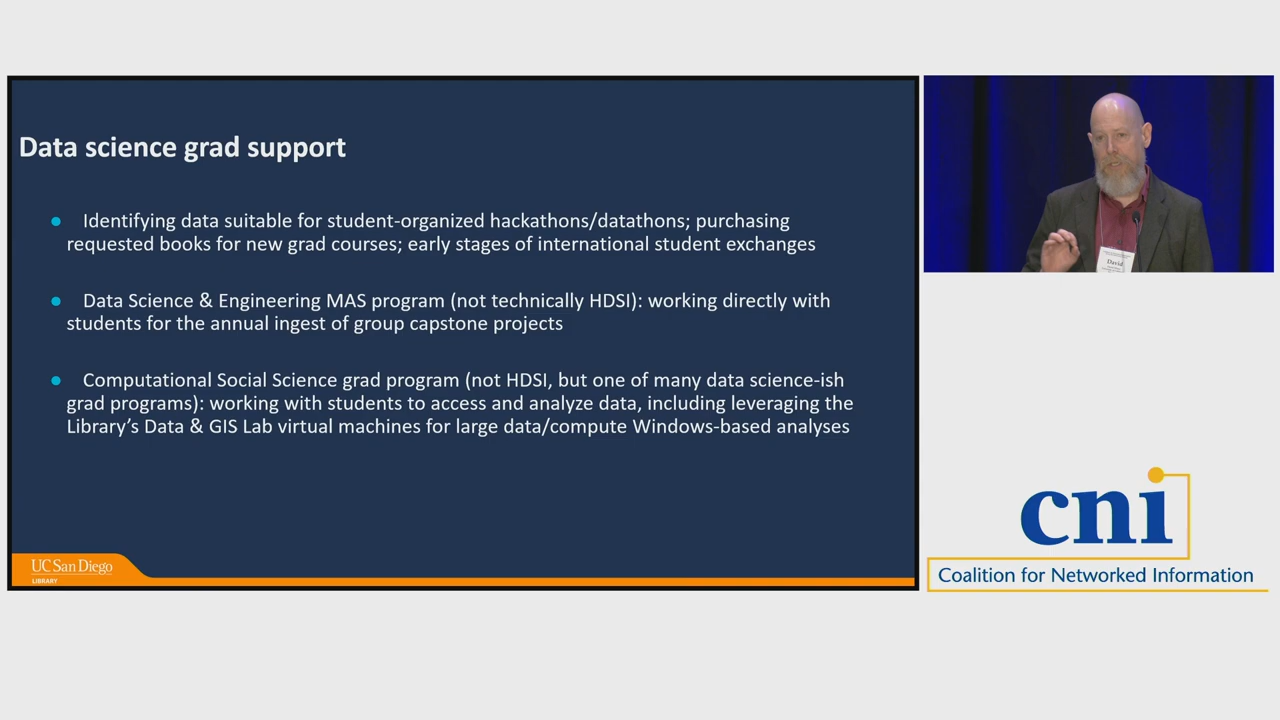 Data science grad support
● Identifying data suitable for student-organized hackathons/datathons; purchasing
requested books for new grad courses; early stages of international student exchanges
● Data Science & Engineering MAS program (not technically HDSI): working directly with
students for the annual ingest of group capstone projects
● Computational Social Science grad program (not HDSI, but one of many data science-ish
grad programs): working with students to access and analyze data, including leveraging the
Library’s Data & GIS Lab virtual machines for large data/compute Windows-based analyses
UC San Diego
LIBRARY
David
cni
Coalition for Networked Information